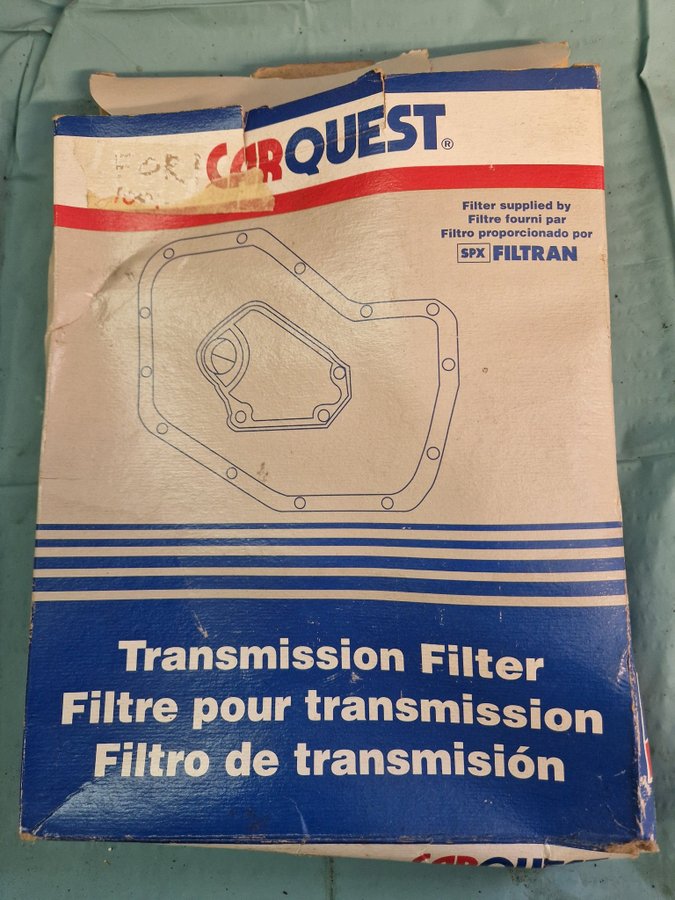 CARQUEST®
Filter supplied by
Filtre fourni par
Filtro proporcionado por
SPX FILTRAN
Transmission Filter
Filtre pour transmission
Filtro de transmisión
CARQUEST